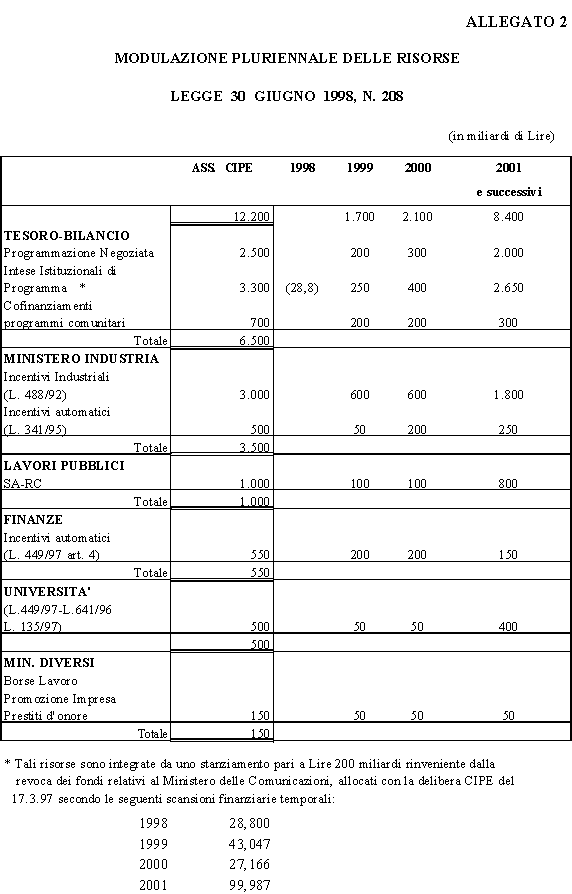 ALLEGATO 2
MODULAZIONE PLURIENNALE DELLE RISORSE
LEGGE 30 GIUGNO 1998, N. 208
(in miliardi di Lire)
ASS. CIPE 1998 1999 2000 2001
e successivi
12.200 1.700 2.100 8.400
TESORO-BILANCIO
Programmazione Negoziata 2.500 200 300 2.000
Intese Istituzionali di
Programma * 3.300 (28,8) 250 400 2.650
Cofinanziamenti
programmi comunitari 700 200 200 300
Totale 6.500
MINISTERO INDUSTRIA
Incentivi Industriali
(L. 488/92) 3.000 600 600 1.800
Incentivi automatici
(L. 341/95) 500 50 200 250
Totale 3.500
LAVORI PUBBLICI
SA-RC 1.000 100 100 800
Totale 1.000
FINANZE
Incentivi automatici
(L. 449/97 art. 4) 550 200 200 150
Totale 550
UNIVERSITA'
(L.449/97-L.641/96
L. 135/97) 500 50 50 400
500
MIN. DIVERSI
Borse Lavoro
Promozione Impresa
Prestiti d'onore 150 50 50 50
Totale 150
* Tali risorse sono integrate da uno stanziamento pari a Lire 200 miliardi rinveniente dalla
revoca dei fondi relativi al Ministero delle Comunicazioni, allocati con la delibera CIPE del
17.3.97 secondo le seguenti scansioni finanziarie temporali:
1998 28,800
1999 43,047
2000 27,166
2001 99,987